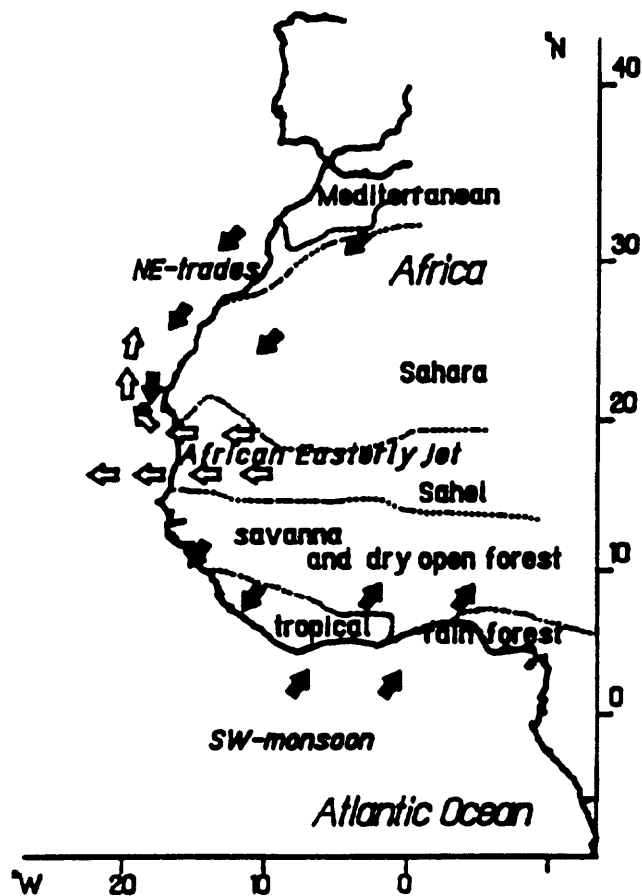 °N
40
Mediterranean
30
NE-trades
Africa
Sahara
20
African Easterly Jet
Sahel
savanna
and dry open forest
10
tropical
rain forest
0
SW-monsoon
Atlantic Ocean
°W
20
10
0